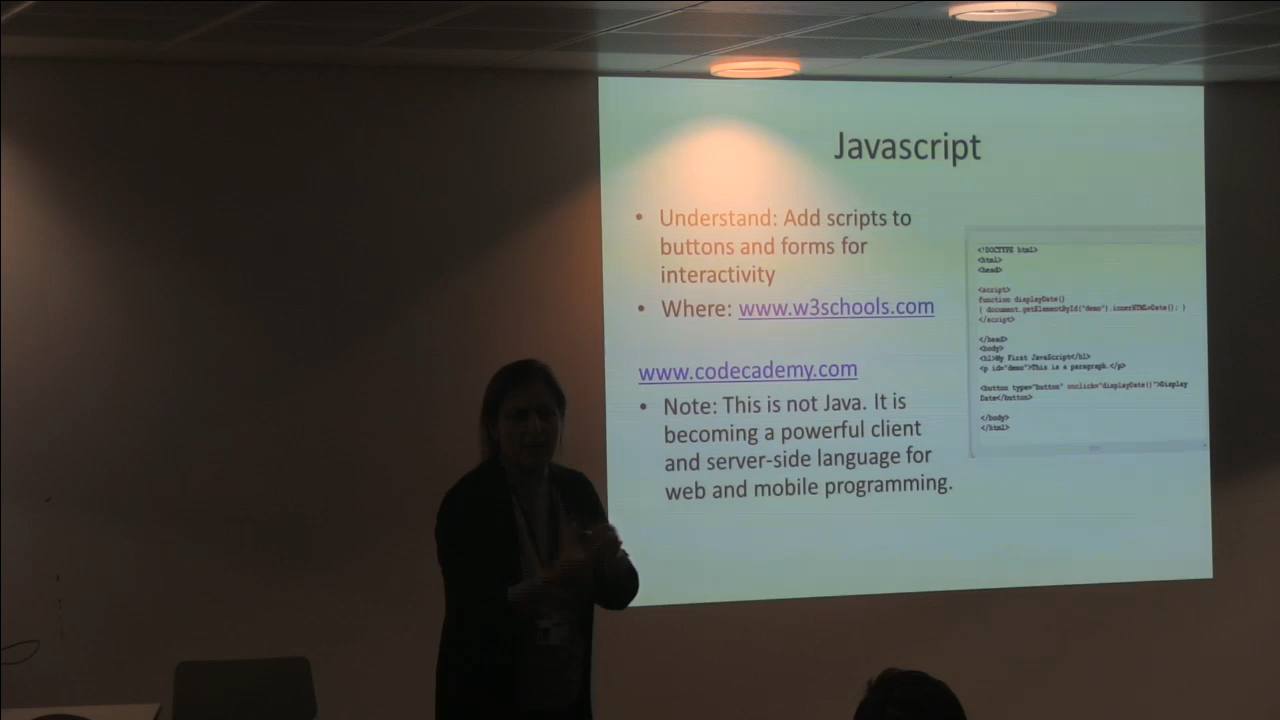 Javascript
• Understand: Add scripts to
buttons and forms for
interactivity
• Where: www.w3schools.com
www.codecademy.com
• Note: This is not Java. It is
becoming a powerful client
and server-side language for
web and mobile programming.
<!DOCTYPE html>
<html>
<head>
<script>
function displayDate()
{ document.getElementById("demo").innerHTML=Date(); }
</script>
</head>
<body>
<h1>My First JavaScript</h1>
<p id="demo">This is a paragraph.</p>
<button type="button" onclick="displayDate()">Display
Date</button>
</body>
</html>